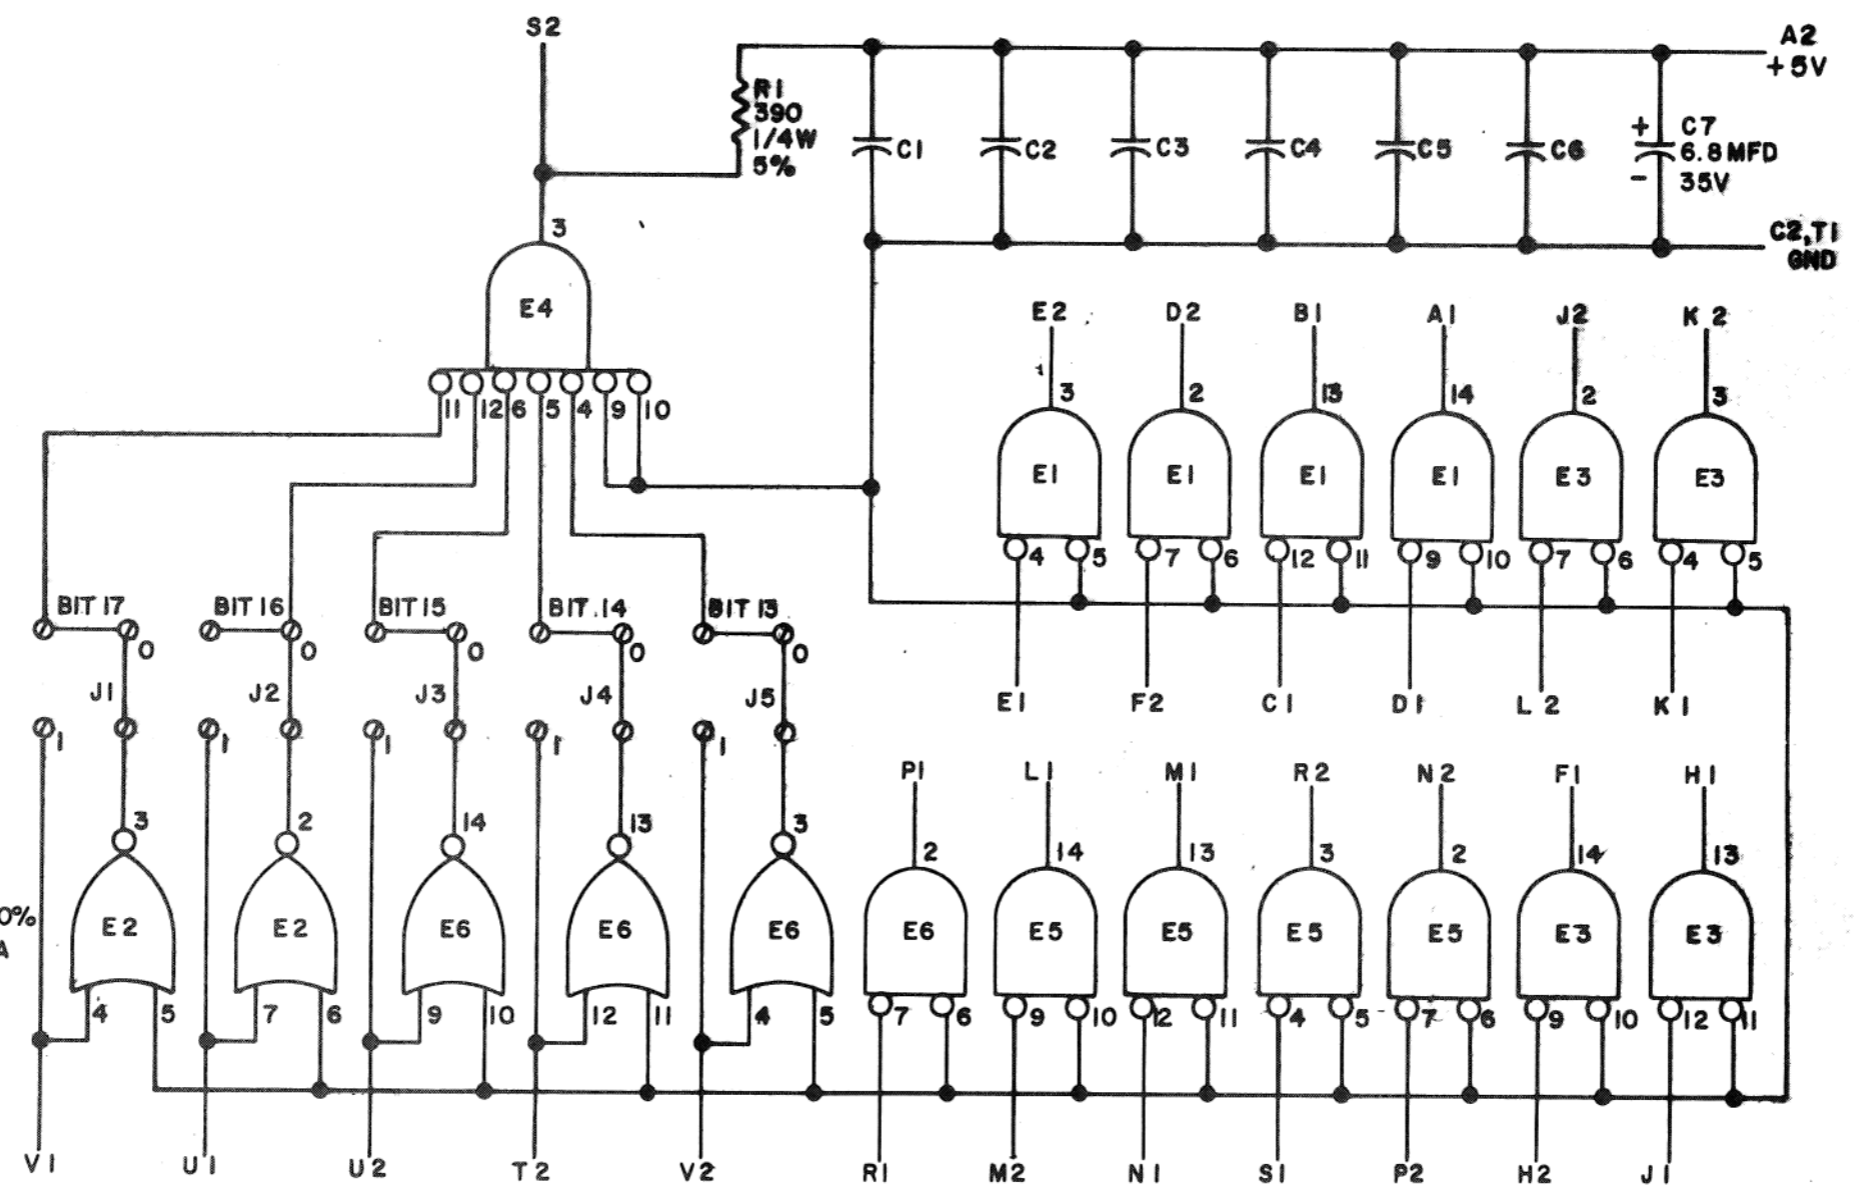 S2
A2
+5V
R1
390
1/4W
5%
C1 C2 C3 C4 C5 C6
+ C7
6.8MFD
- 35V
C2,T1
GND
3
E4
11 12 6 5 4 9 10
E2 D2 B1 A1 J2 K2
3 2 13 14 2 3
E1 E1 E1 E1 E3 E3
4 5 7 6 12 11 9 10 7 6 4 5
E1 F2 C1 D1 L2 K1
BIT 17 BIT 16 BIT 15 BIT.14 BIT 13
0 0 0 0 0
J1 J2 J3 J4 J5
1 1 1 1 1
3 2 14 13 3
E2 E2 E6 E6 E6
4 5 7 6 9 10 12 11 4 5
0%
P1 L1 M1 R2 N2 F1 H1
2 14 13 3 2 14 13
E6 E5 E5 E5 E5 E3 E3
7 6 9 10 12 11 4 5 7 6 9 10 12 11
V1 U1 U2 T2 V2 R1 M2 N1 S1 P2 H2 J1